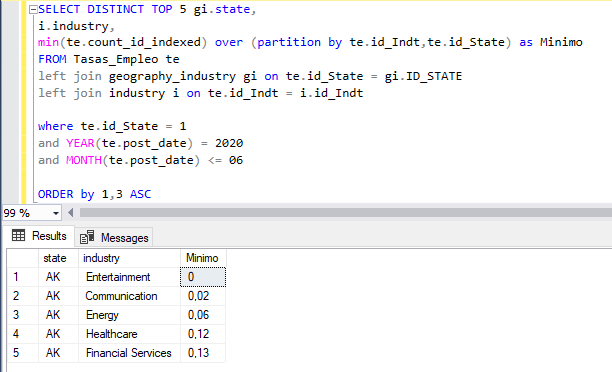 SELECT DISTINCT TOP 5 gi.state,
i.industry,
min(te.count_id_indexed) over (partition by te.id_Indt,te.id_State) as Minimo
FROM Tasas_Empleo te
left join geography_industry gi on te.id_State = gi.ID_STATE
left join industry i on te.id_Indt = i.id_Indt
where te.id_State = 1
and YEAR(te.post_date) = 2020
and MONTH(te.post_date) <= 06
ORDER by 1,3 ASC
99 %
Results Messages
state industry Minimo
1 AK Entertainment 0
2 AK Communication 0,02
3 AK Energy 0,06
4 AK Healthcare 0,12
5 AK Financial Services 0,13